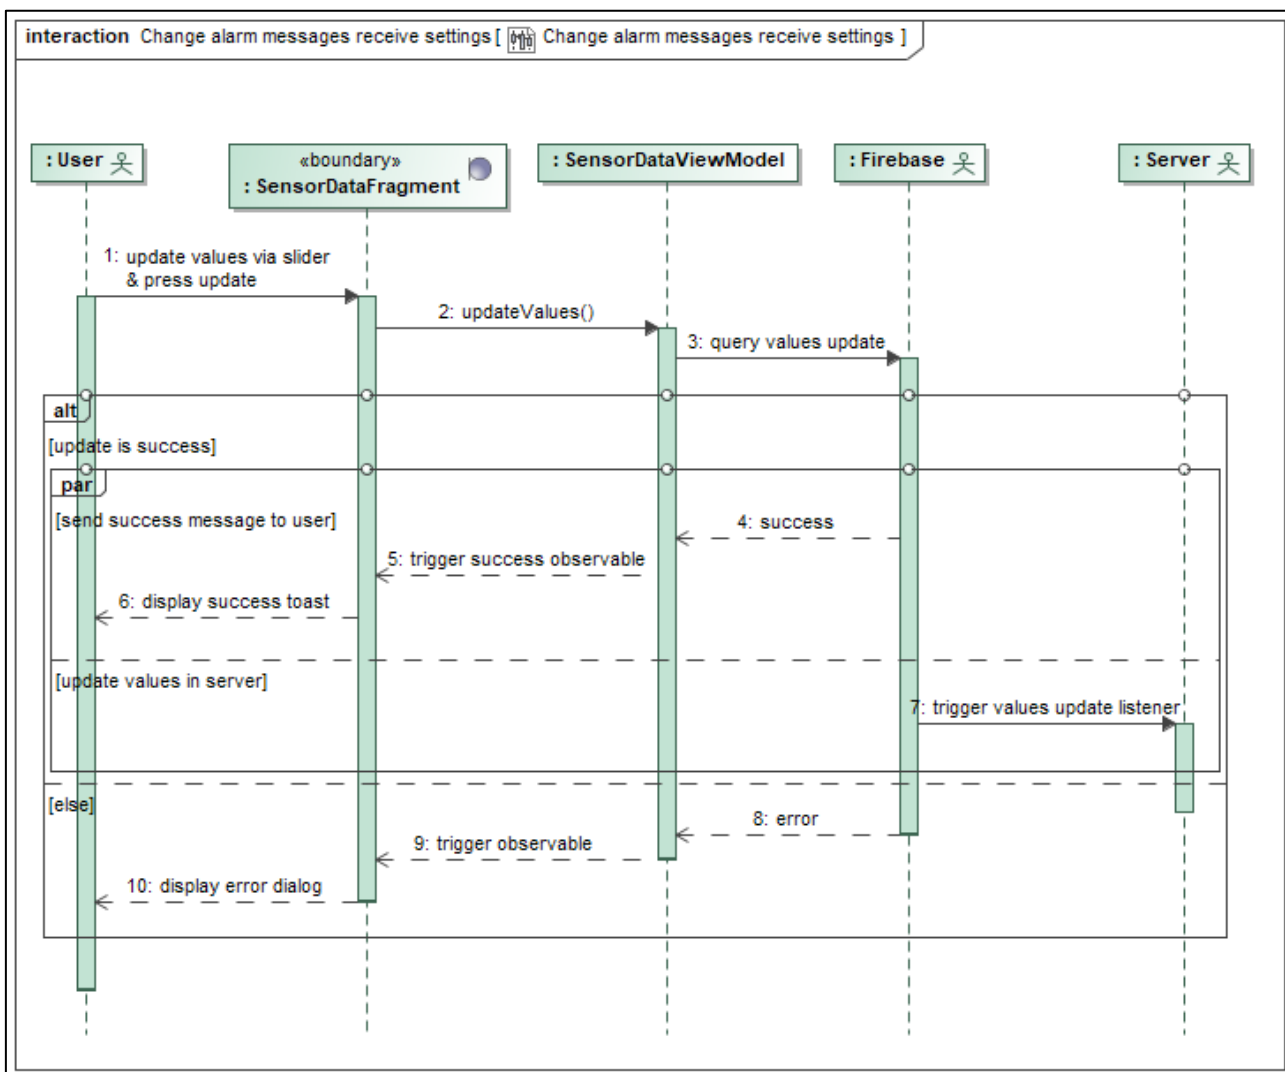 interaction Change alarm messages receive settings [ Change alarm messages receive settings ]
: User
«boundary»
: SensorDataFragment
: SensorDataViewModel
: Firebase
: Server
1: update values via slider
& press update
2: updateValues()
3: query values update
alt
[update is success]
par
[send success message to user]
4: success
5: trigger success observable
6: display success toast
[update values in server]
7: trigger values update listener
[else]
8: error
9: trigger observable
10: display error dialog